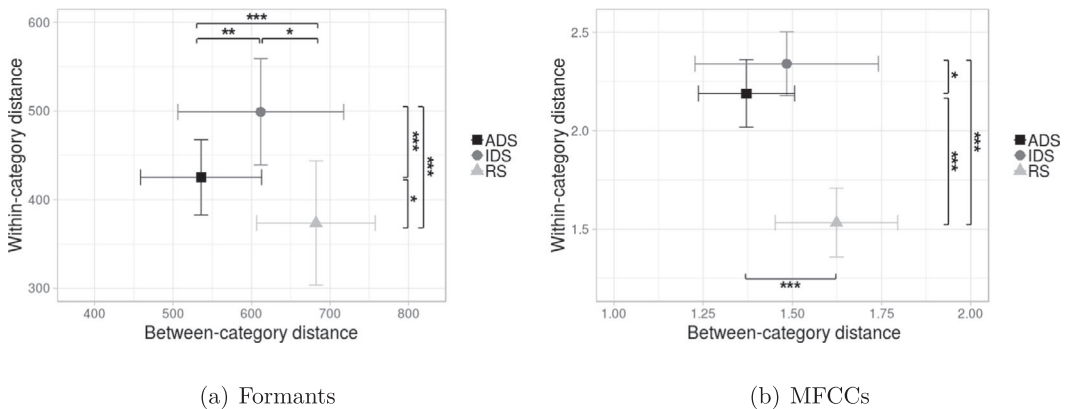 600
500
400
300
Within-category distance
***
** *
***
***
*
400 500 600 700 800
Between-category distance
ADS
IDS
RS
(a) Formants
2.5
2.0
1.5
Within-category distance
*
***
***
***
1.00 1.25 1.50 1.75 2.00
Between-category distance
ADS
IDS
RS
(b) MFCCs